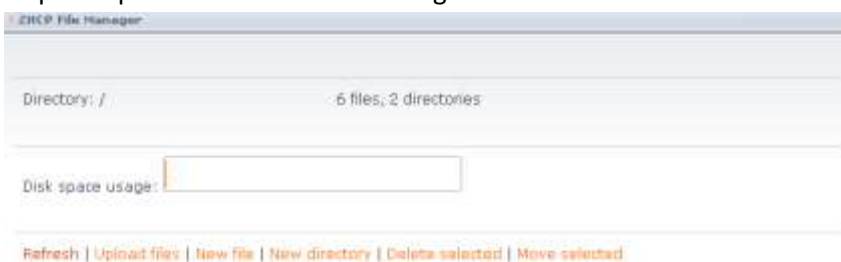 ZHCP File Manager
Directory: / 6 files, 2 directories
Disk space usage:
Refresh | Upload files | New file | New directory | Delete selected | Move selected